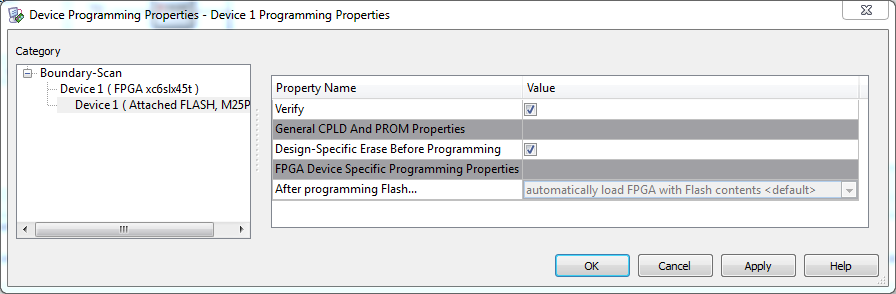 Device Programming Properties - Device 1 Programming Properties
Category
Boundary-Scan
Device 1 ( FPGA xc6slx45t )
Device 1 ( Attached FLASH, M25P
Property Name Value
Verify
General CPLD And PROM Properties
Design-Specific Erase Before Programming
FPGA Device Specific Programming Properties
After programming Flash... automatically load FPGA with Flash contents <default>
OK Cancel Apply Help